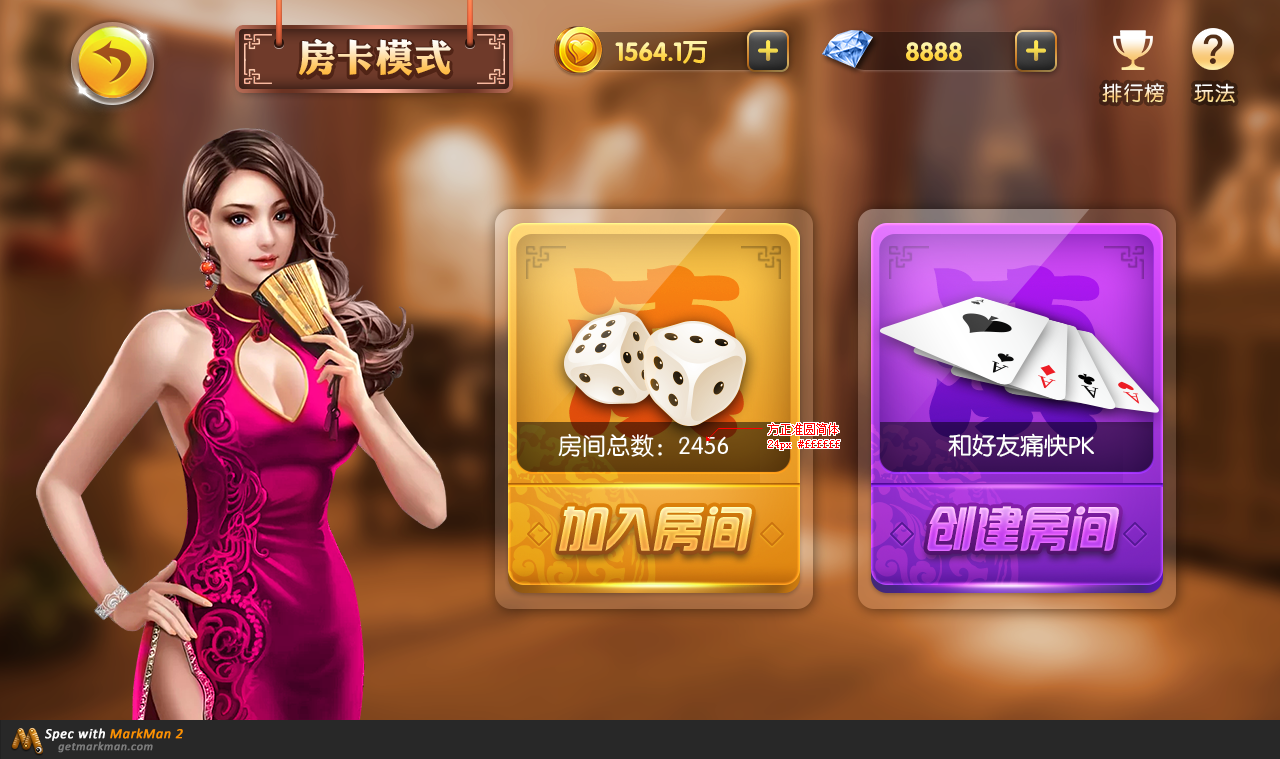 房卡模式
1564.1万
8888
排行榜
玩法
房间总数：2456
方正准圆简体
24px #ffffff
和好友痛快PK
加入房间
创建房间
Spec with MarkMan 2
getmarkman.com